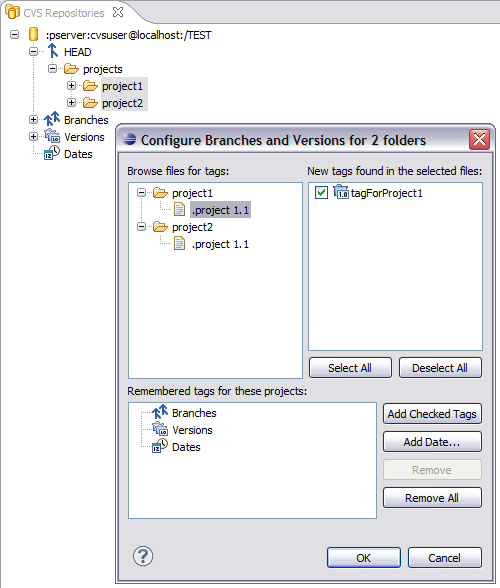 CVS Repositories
:pserver:cvsuser@localhost:/TEST
HEAD
projects
project1
project2
Branches
Versions
Dates
Configure Branches and Versions for 2 folders
Browse files for tags:
New tags found in the selected files:
project1
.project 1.1
project2
.project 1.1
tagForProject1
Select All
Deselect All
Remembered tags for these projects:
Branches
Versions
Dates
Add Checked Tags
Add Date...
Remove
Remove All
OK
Cancel